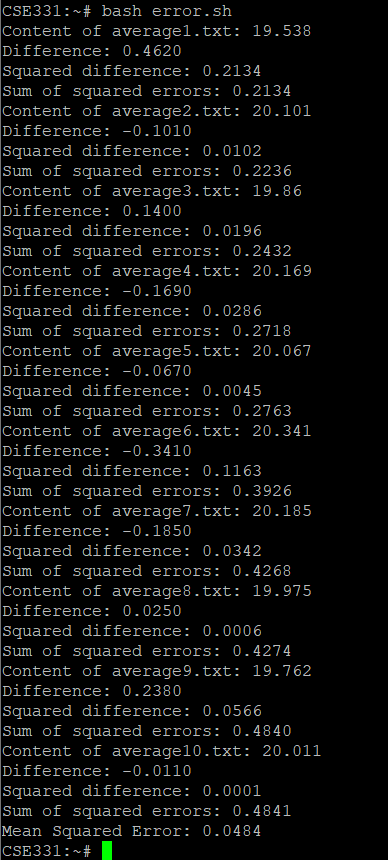 CSE331:~# bash error.sh
Content of average1.txt: 19.538
Difference: 0.4620
Squared difference: 0.2134
Sum of squared errors: 0.2134
Content of average2.txt: 20.101
Difference: -0.1010
Squared difference: 0.0102
Sum of squared errors: 0.2236
Content of average3.txt: 19.86
Difference: 0.1400
Squared difference: 0.0196
Sum of squared errors: 0.2432
Content of average4.txt: 20.169
Difference: -0.1690
Squared difference: 0.0286
Sum of squared errors: 0.2718
Content of average5.txt: 20.067
Difference: -0.0670
Squared difference: 0.0045
Sum of squared errors: 0.2763
Content of average6.txt: 20.341
Difference: -0.3410
Squared difference: 0.1163
Sum of squared errors: 0.3926
Content of average7.txt: 20.185
Difference: -0.1850
Squared difference: 0.0342
Sum of squared errors: 0.4268
Content of average8.txt: 19.975
Difference: 0.0250
Squared difference: 0.0006
Sum of squared errors: 0.4274
Content of average9.txt: 19.762
Difference: 0.2380
Squared difference: 0.0566
Sum of squared errors: 0.4840
Content of average10.txt: 20.011
Difference: -0.0110
Squared difference: 0.0001
Sum of squared errors: 0.4841
Mean Squared Error: 0.0484
CSE331:~#